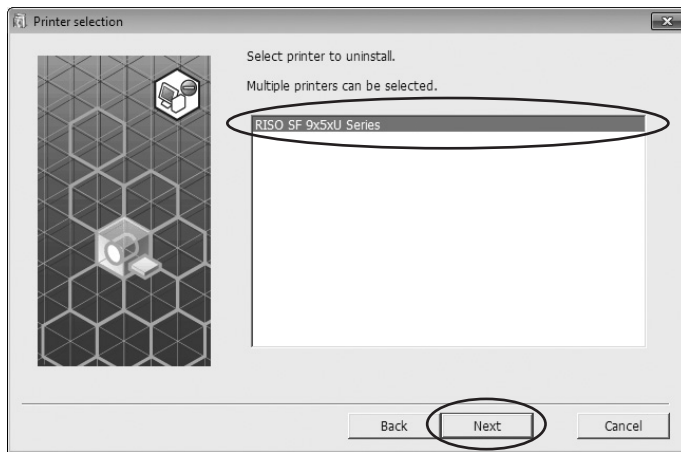 Printer selection
Select printer to uninstall.
Multiple printers can be selected.
RISO SF 9x5xU Series
Back Next Cancel